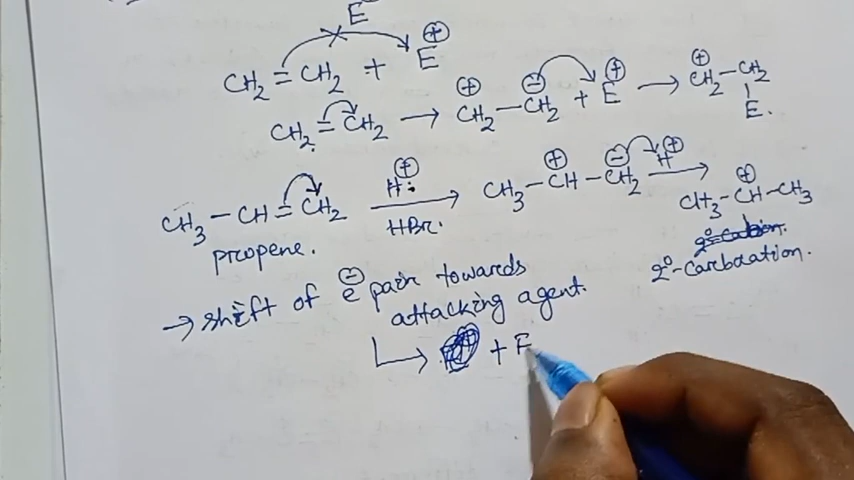 E
CH₂ = CH₂ + E⊕
CH₂ = CH₂ → ⊕CH₂ – ⊖CH₂ + E⊕ → ⊕CH₂ – CH₂
E.
CH₃ – CH = CH₂ H⊕ HBr. → CH₃ – ⊕CH – ⊖CH₂ H⊕ → CH₃ – ⊕CH – CH₃
propene.
2°-Carbocation.
→ shift of e⊖ pair towards
attacking agent.
↳ + E